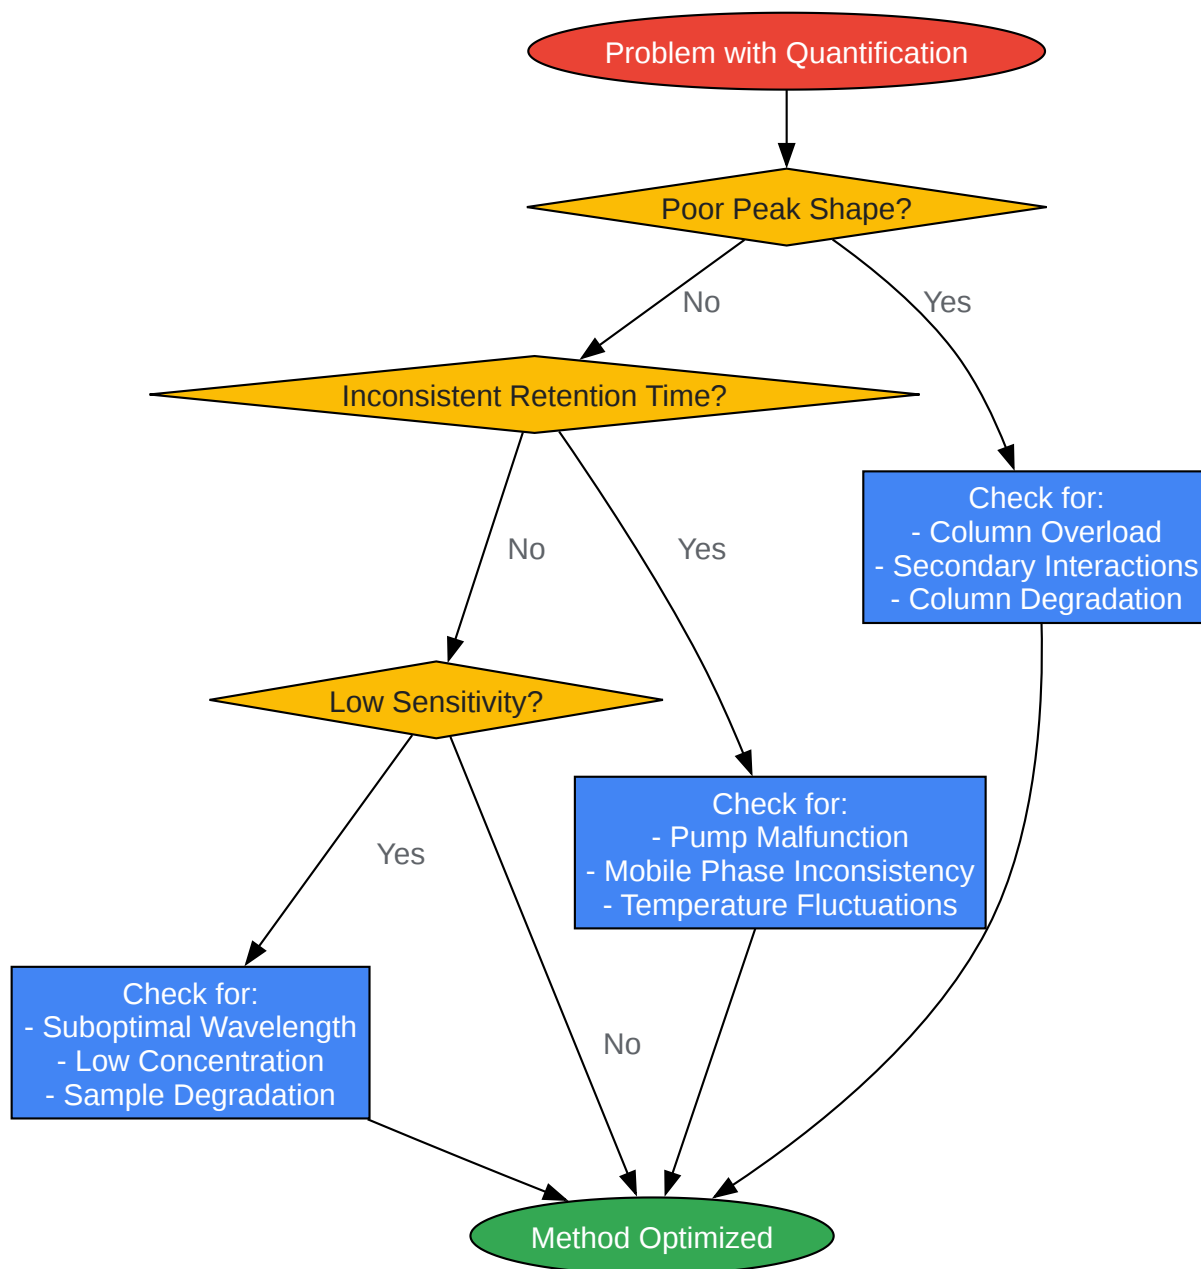 Problem with Quantification
Poor Peak Shape?
No
Yes
Inconsistent Retention Time?
Check for:
- Column Overload
- Secondary Interactions
- Column Degradation
No
Yes
Low Sensitivity?
Check for:
- Pump Malfunction
- Mobile Phase Inconsistency
- Temperature Fluctuations
Yes
No
Check for:
- Suboptimal Wavelength
- Low Concentration
- Sample Degradation
Method Optimized